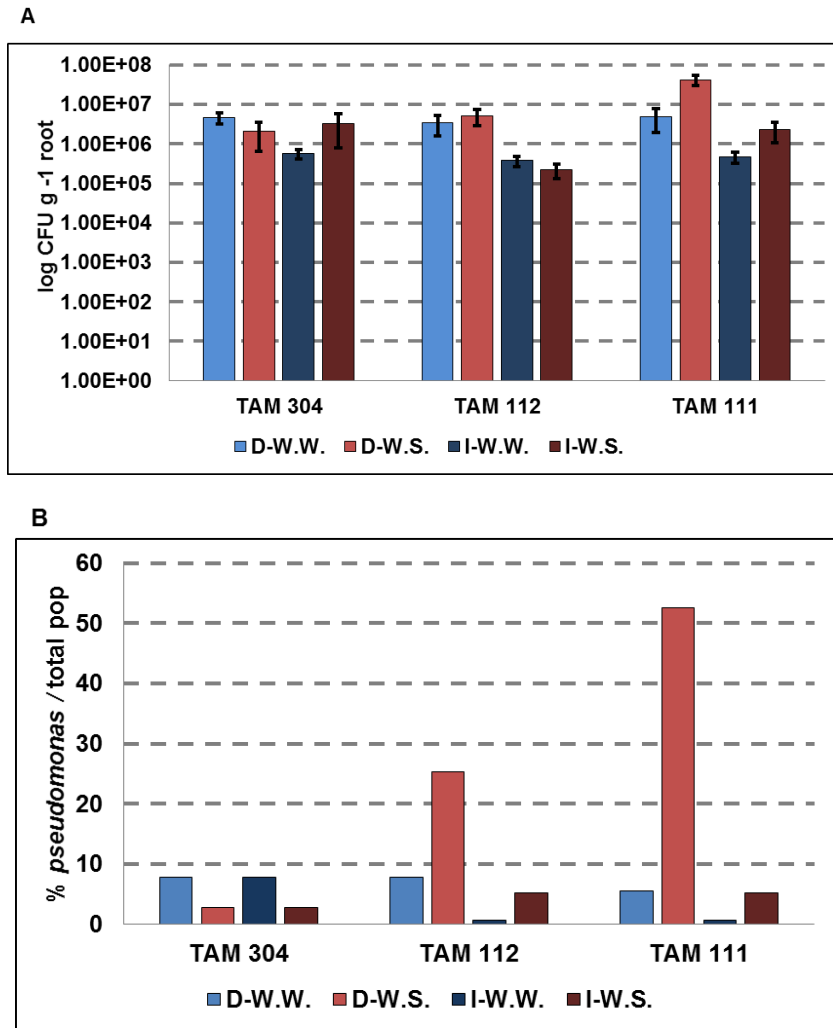 A
log CFU g -1 root
1.00E+08
1.00E+07
1.00E+06
1.00E+05
1.00E+04
1.00E+03
1.00E+02
1.00E+01
1.00E+00
TAM 304 TAM 112 TAM 111
D-W.W. D-W.S. I-W.W. I-W.S.
B
% pseudomonas / total pop
60
50
40
30
20
10
0
TAM 304 TAM 112 TAM 111
D-W.W. D-W.S. I-W.W. I-W.S.